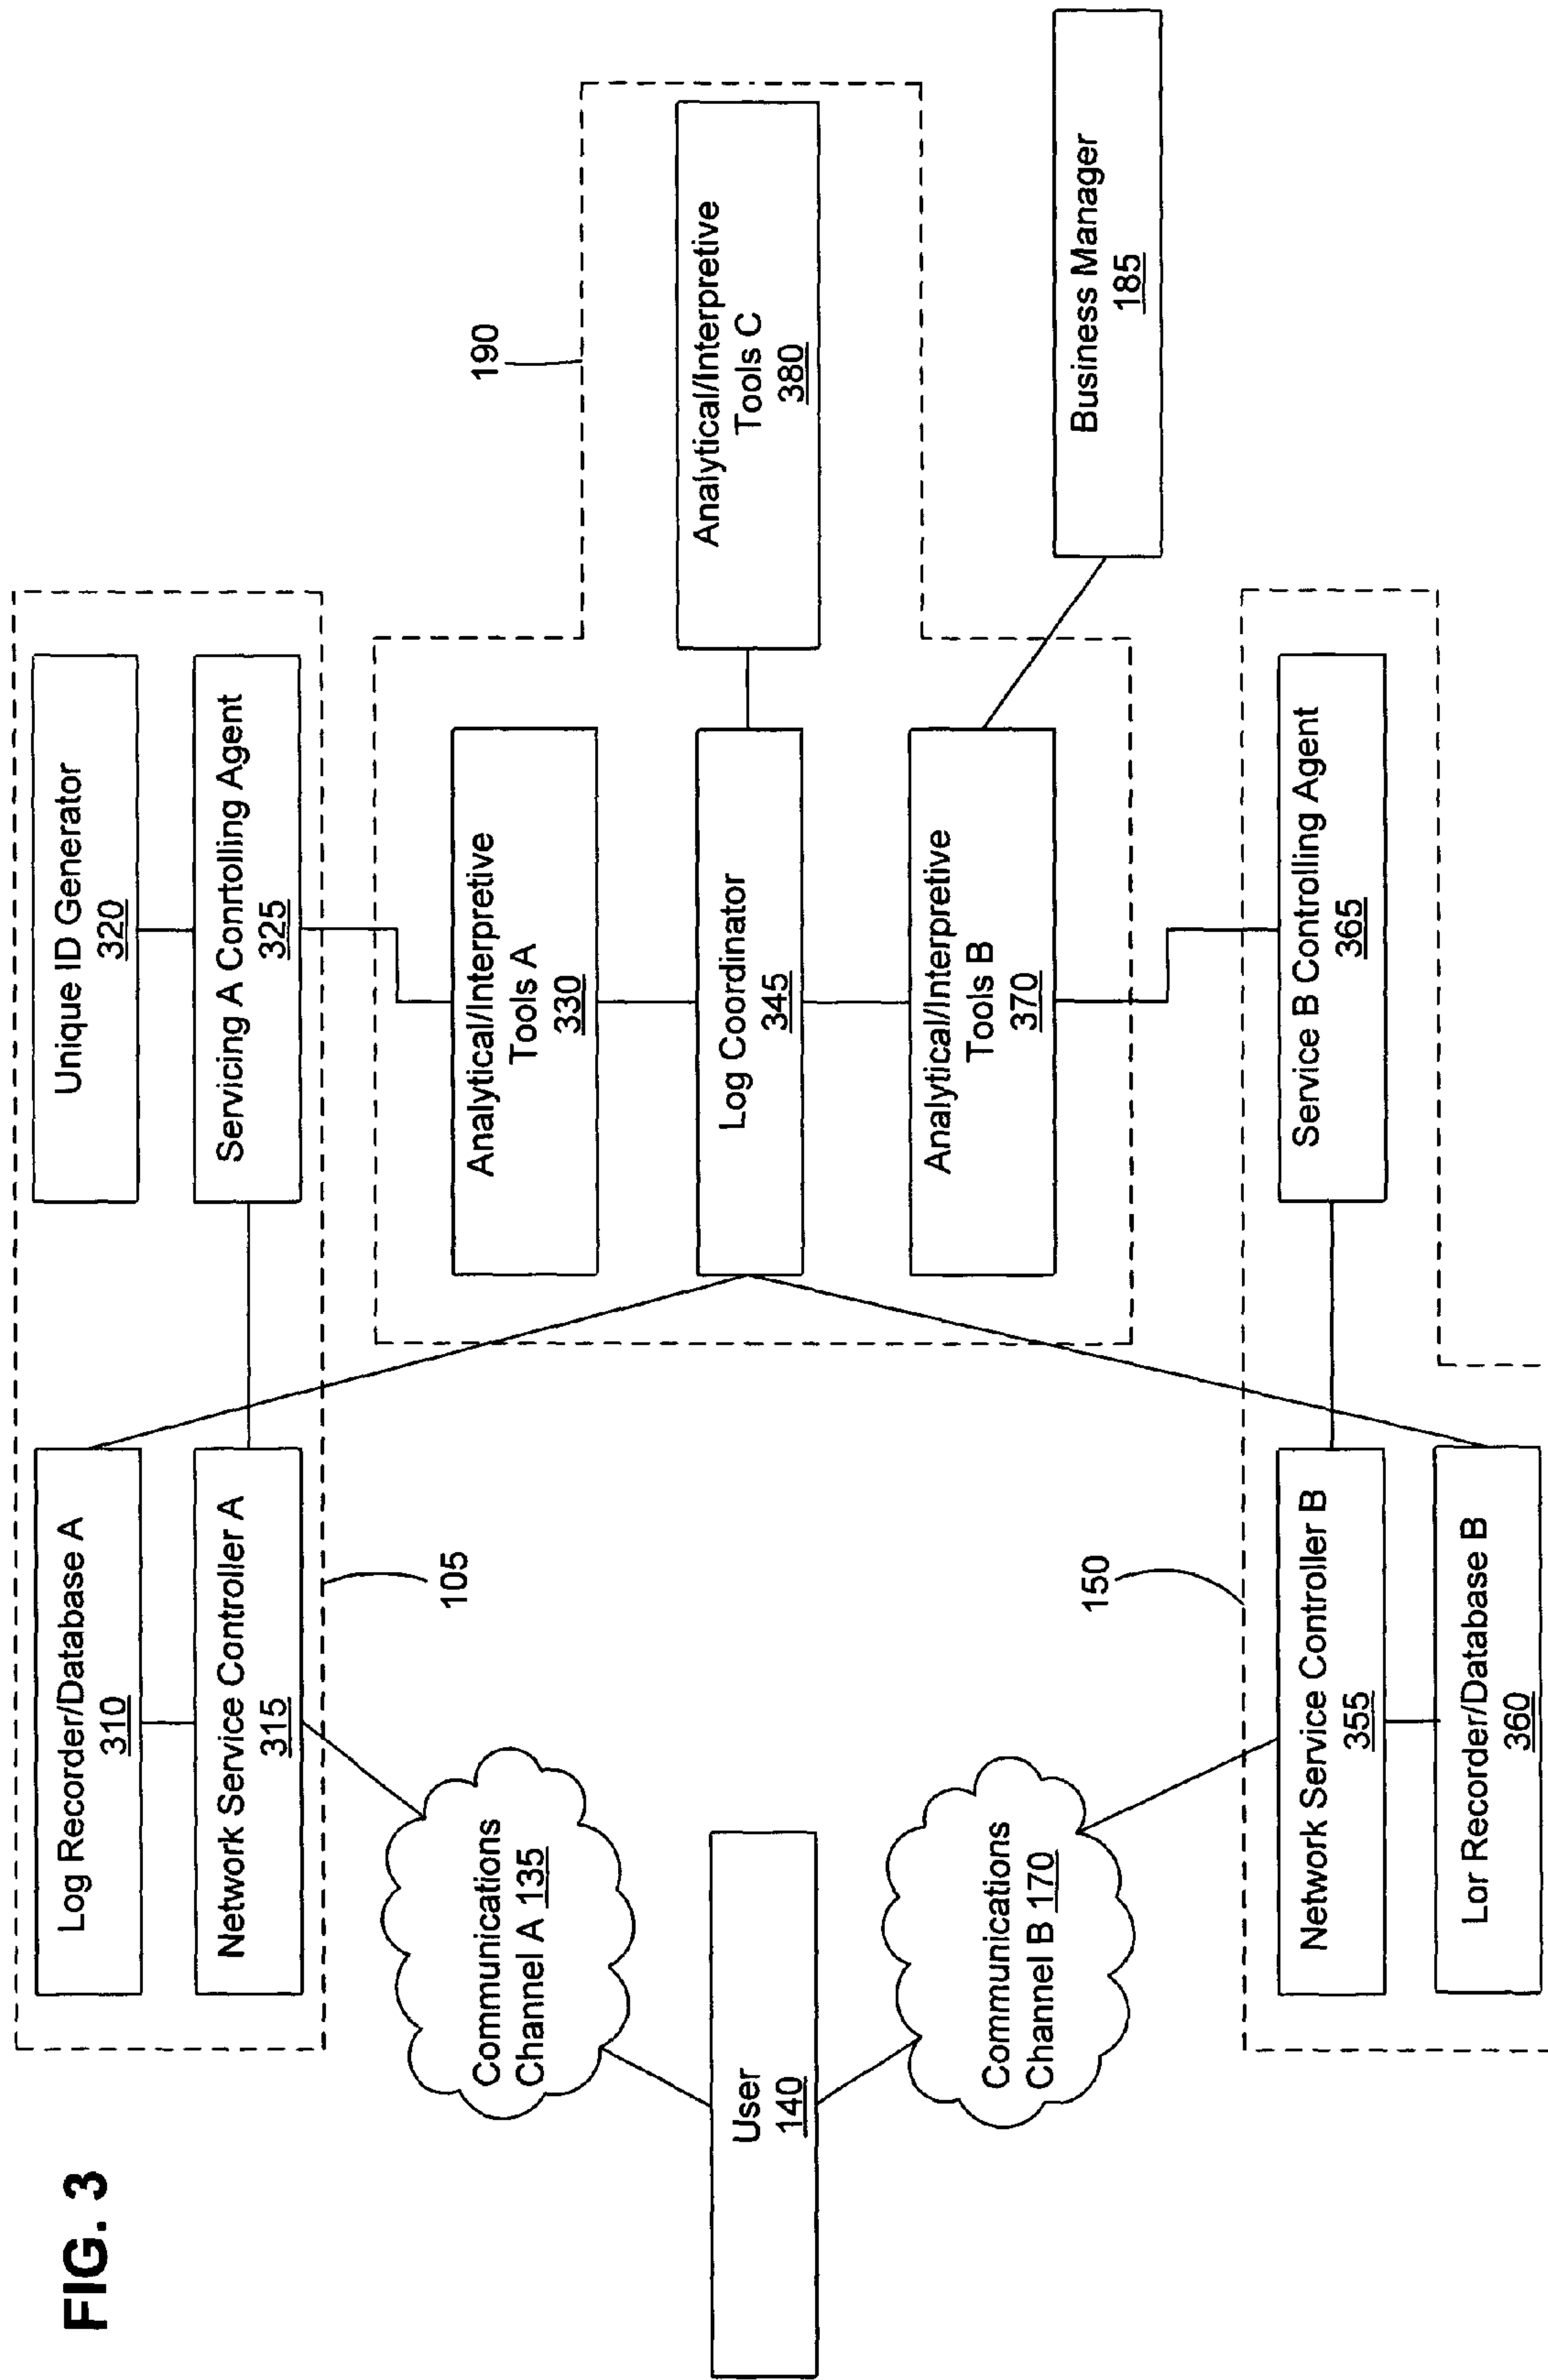 FIG. 3
Log Recorder/Database A
310
Network Service Controller A
315
Unique ID Generator
320
Servicing A Conrtolling Agent
325
105
190
Communications
Channel A 135
Analytical/Interpretive
Tools A
330
User
140
Log Coordinator
345
Analytical/Interpretive
Tools C
380
Communications
Channel B 170
Analytical/Interpretive
Tools B
370
Business Manager
185
150
Network Service Controller B
355
Service B Controlling Agent
365
Lor Recorder/Database B
360